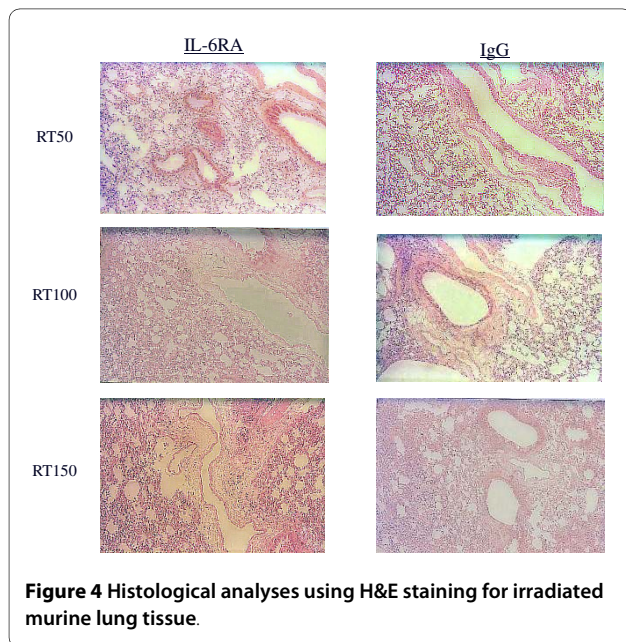 IL-6RA IgG
RT50
RT100
RT150
Figure 4 Histological analyses using H&E staining for irradiated
murine lung tissue.